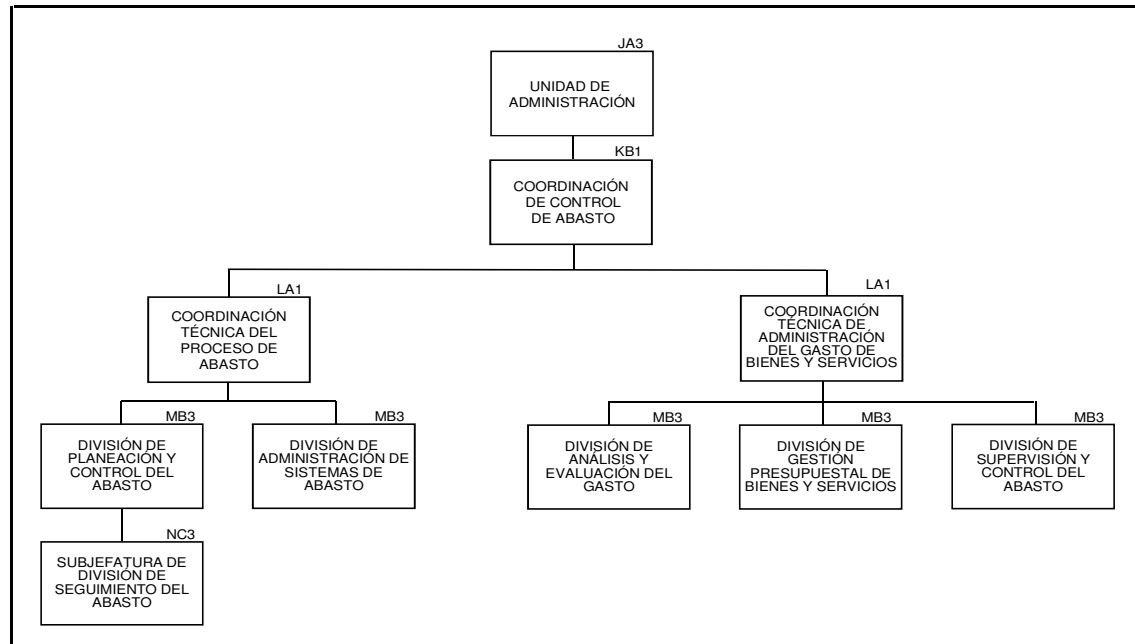 JA3
UNIDAD DE
ADMINISTRACIÓN
KB1
COORDINACIÓN
DE CONTROL
DE ABASTO
LA1
COORDINACIÓN
TÉCNICA DEL
PROCESO DE
ABASTO
LA1
COORDINACIÓN
TÉCNICA DE
ADMINISTRACIÓN
DEL GASTO DE
BIENES Y SERVICIOS
MB3
DIVISIÓN DE
PLANEACIÓN Y
CONTROL DEL
ABASTO
MB3
DIVISIÓN DE
ADMINISTRACIÓN DE
SISTEMAS DE
ABASTO
MB3
DIVISIÓN DE
ANÁLISIS Y
EVALUACIÓN DEL
GASTO
MB3
DIVISIÓN DE
GESTIÓN
PRESUPUESTAL DE
BIENES Y SERVICIOS
MB3
DIVISIÓN DE
SUPERVISIÓN Y
CONTROL DEL
ABASTO
NC3
SUBJEFATURA DE
DIVISIÓN DE
SEGUIMIENTO DEL
ABASTO